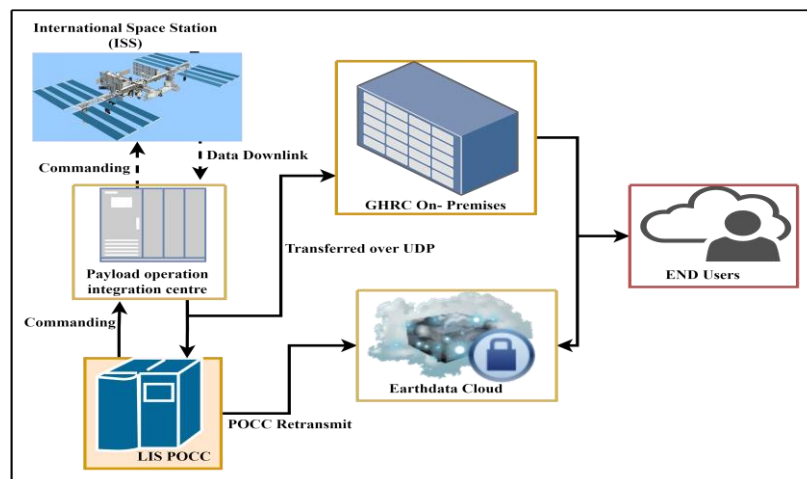 International Space Station
(ISS)
Commanding
Data Downlink
GHRC On- Premises
Payload operation
integration centre
Transferred over UDP
END Users
Commanding
Earthdata Cloud
POCC Retransmit
LIS POCC